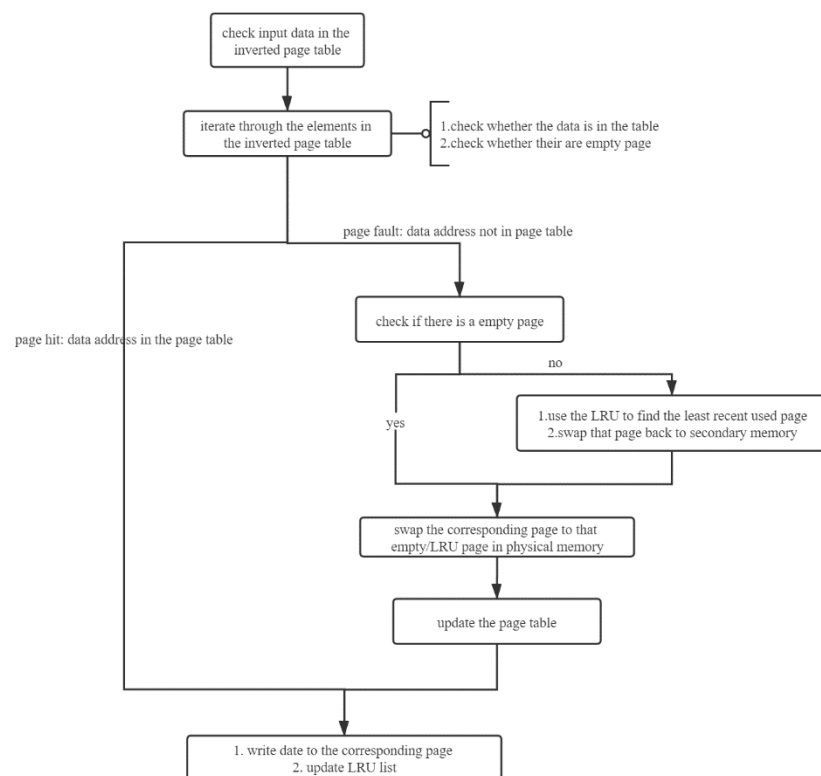 check input data in the
inverted page table
iterate through the elements in
the inverted page table
1.check whether the data is in the table
2.check whether their are empty page
page fault: data address not in page table
check if there is a empty page
page hit: data address in the page table
no
yes
1.use the LRU to find the least recent used page
2.swap that page back to secondary memory
swap the corresponding page to that
empty/LRU page in physical memory
update the page table
1. write date to the corresponding page
2. update LRU list